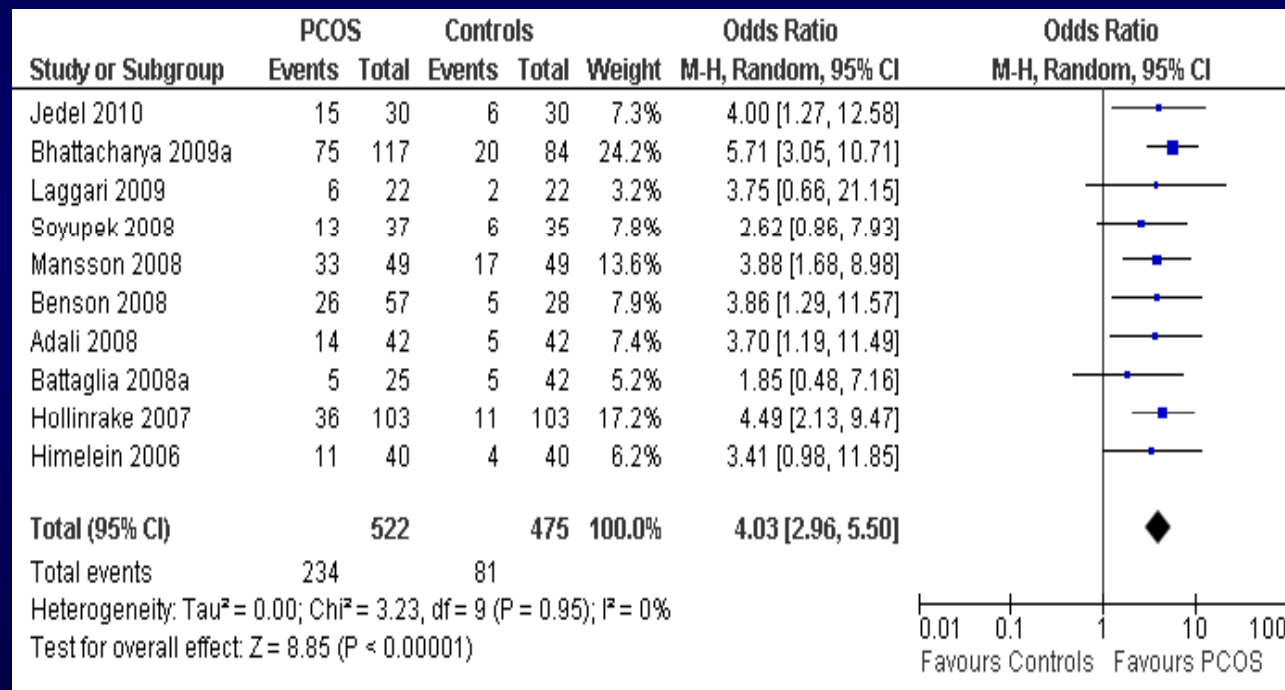 PCOS Controls Odds Ratio Odds Ratio
Study or Subgroup Events Total Events Total Weight M-H, Random, 95% CI M-H, Random, 95% CI
Jedel 2010 15 30 6 30 7.3% 4.00 [1.27, 12.58]
Bhattacharya 2009a 75 117 20 84 24.2% 5.71 [3.05, 10.71]
Laggari 2009 6 22 2 22 3.2% 3.75 [0.66, 21.15]
Soyupek 2008 13 37 6 35 7.8% 2.62 [0.86, 7.93]
Mansson 2008 33 49 17 49 13.6% 3.88 [1.68, 8.98]
Benson 2008 26 57 5 28 7.9% 3.86 [1.29, 11.57]
Adali 2008 14 42 5 42 7.4% 3.70 [1.19, 11.49]
Battaglia 2008a 5 25 5 42 5.2% 1.85 [0.48, 7.16]
Hollinrake 2007 36 103 11 103 17.2% 4.49 [2.13, 9.47]
Himelein 2006 11 40 4 40 6.2% 3.41 [0.98, 11.85]
Total (95% CI) 522 475 100.0% 4.03 [2.96, 5.50]
Total events 234 81
Heterogeneity: Tau² = 0.00; Chi² = 3.23, df = 9 (P = 0.95); I² = 0%
Test for overall effect: Z = 8.85 (P < 0.00001)
0.01 0.1 1 10 100
Favours Controls Favours PCOS